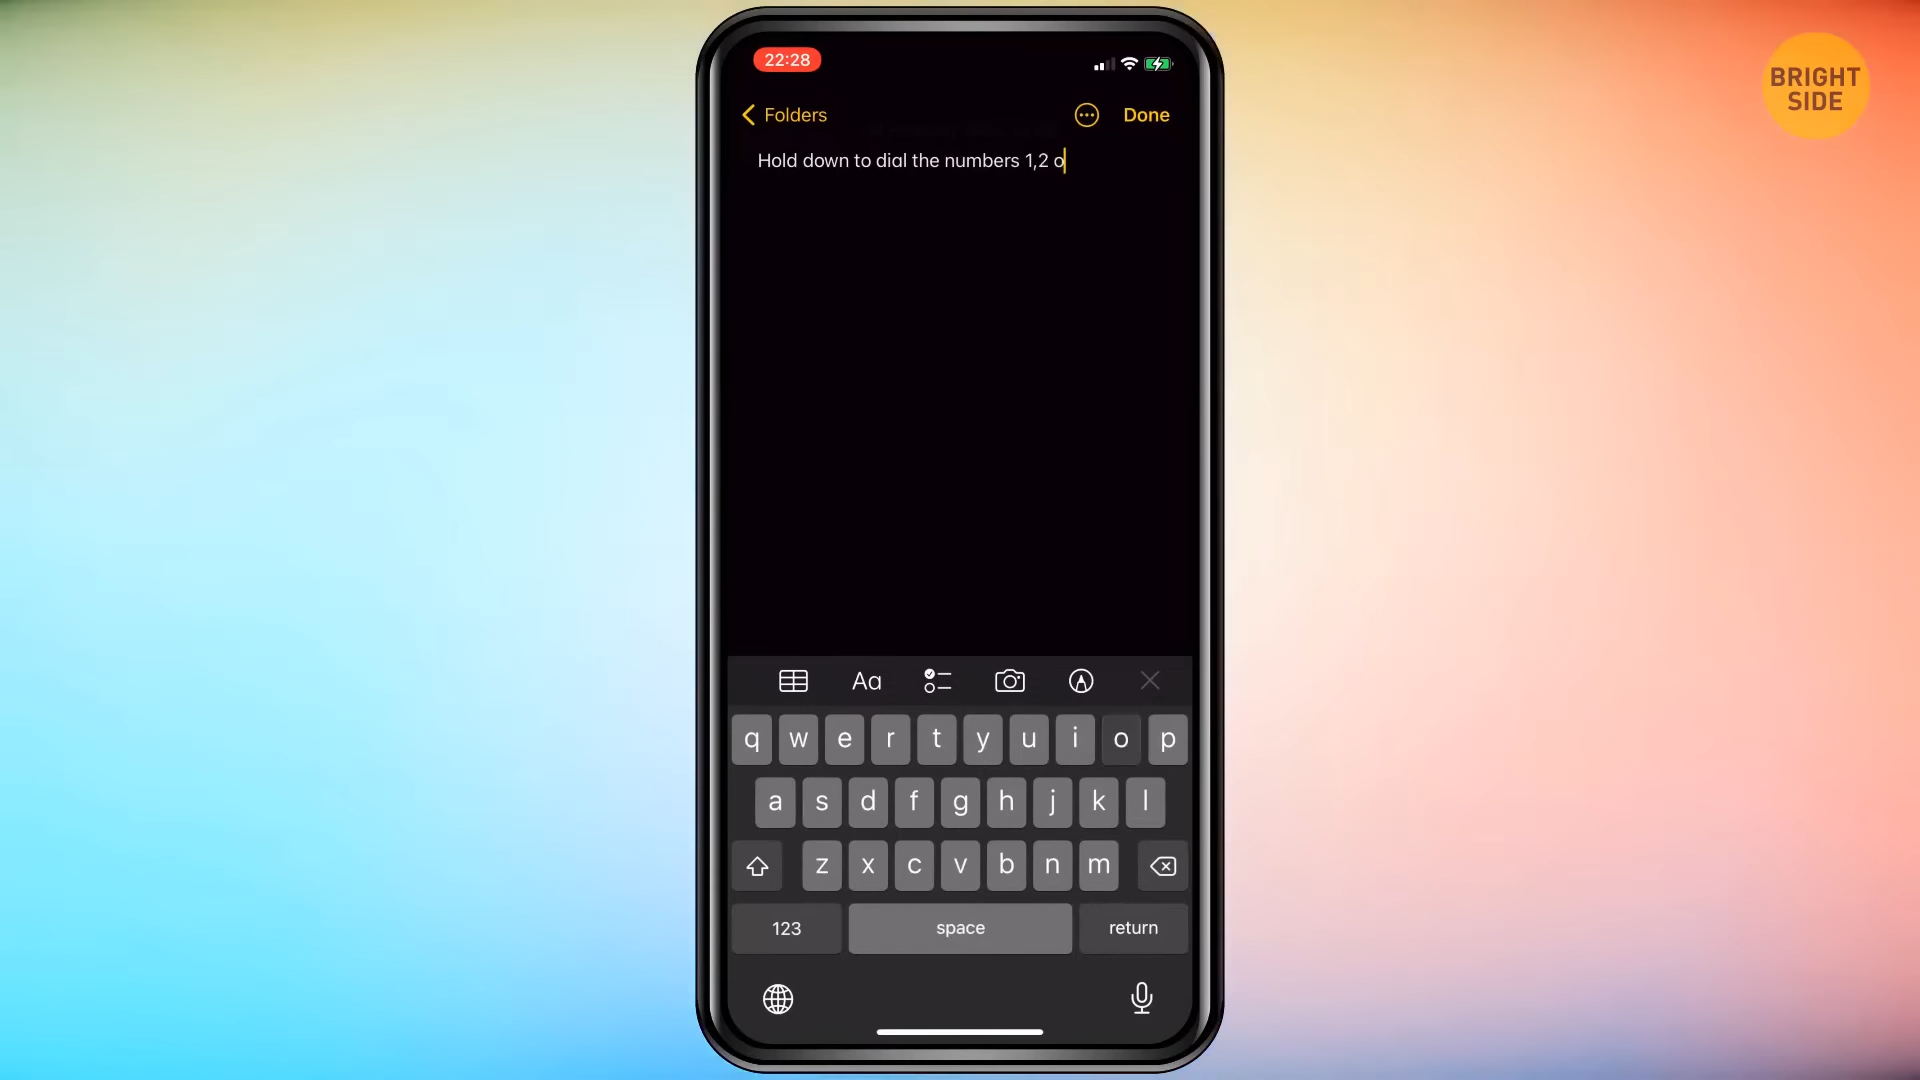 22:28
BRIGHT
SIDE
Folders
Done
Hold down to dial the numbers 1,2 o
Aa
q w e r t y u i o p
a s d f g h j k l
z x c v b n m
123
space
return